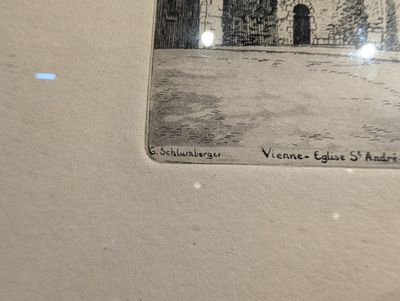 G. Schlumberger
Vienne - Eglise St André